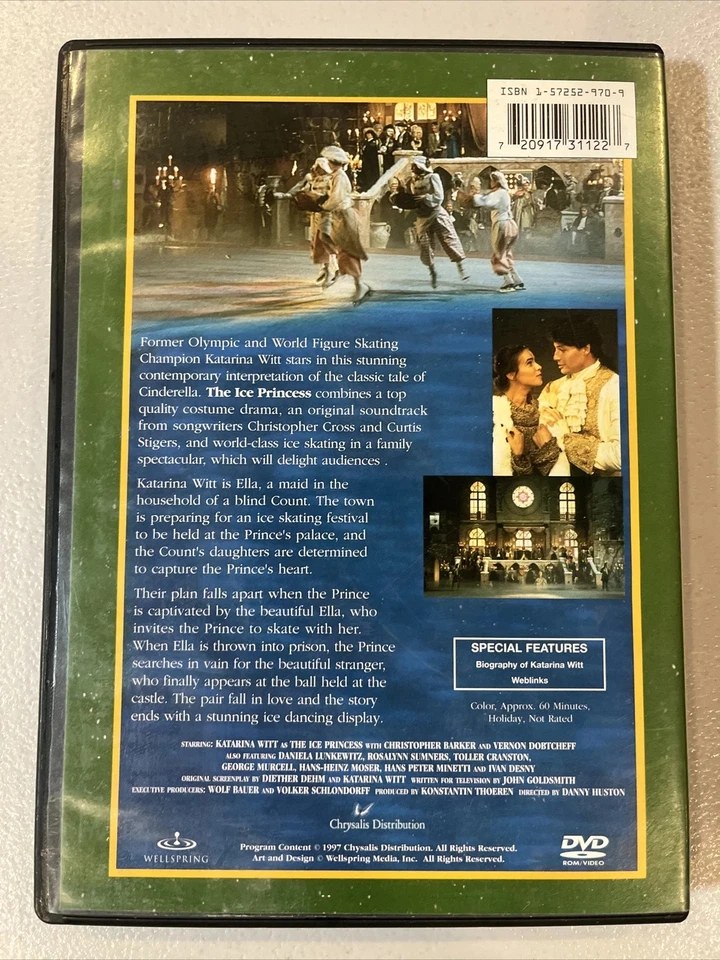 ISBN 1-57252-970-9
7 20917 31122 7
Former Olympic and World Figure Skating
Champion Katarina Witt stars in this stunning
contemporary interpretation of the classic tale of
Cinderella. The Ice Princess combines a top
quality costume drama, an original soundtrack
from songwriters Christopher Cross and Curtis
Stigers, and world-class ice skating in a family
spectacular, which will delight audiences .
Katarina Witt is Ella, a maid in the
household of a blind Count. The town
is preparing for an ice skating festival
to be held at the Prince's palace, and
the Count's daughters are determined
to capture the Prince's heart.
Their plan falls apart when the Prince
is captivated by the beautiful Ella, who
invites the Prince to skate with her.
When Ella is thrown into prison, the Prince
searches in vain for the beautiful stranger,
who finally appears at the ball held at the
castle. The pair fall in love and the story
ends with a stunning ice dancing display.
SPECIAL FEATURES
Biography of Katarina Witt
Weblinks
Color, Approx. 60 Minutes,
Holiday, Not Rated
STARRING: KATARINA WITT AS THE ICE PRINCESS WITH CHRISTOPHER BARKER AND VERNON DOBTCHEFF
ALSO FEATURING DANIELA LUNKEWITZ, ROSALYNN SUMNERS, TOLLER CRANSTON,
GEORGE MURCELL, HANS-HEINZ MOSER, HANS PETER MINETTI AND IVAN DESNY
ORIGINAL SCREENPLAY BY DIETHER DEHM AND KATARINA WITT WRITTEN FOR TELEVISION BY JOHN GOLDSMITH
EXECUTIVE PRODUCERS: WOLF BAUER AND VOLKER SCHLONDORFF PRODUCED BY KONSTANTIN THOEREN DIRECTED BY DANNY HUSTON
Chrysalis Distribution
WELLSPRING
Program Content © 1997 Chysalis Distribution. All Rights Reserved.
Art and Design © Wellspring Media, Inc. All Rights Reserved.
DVD
ROM/VIDEO